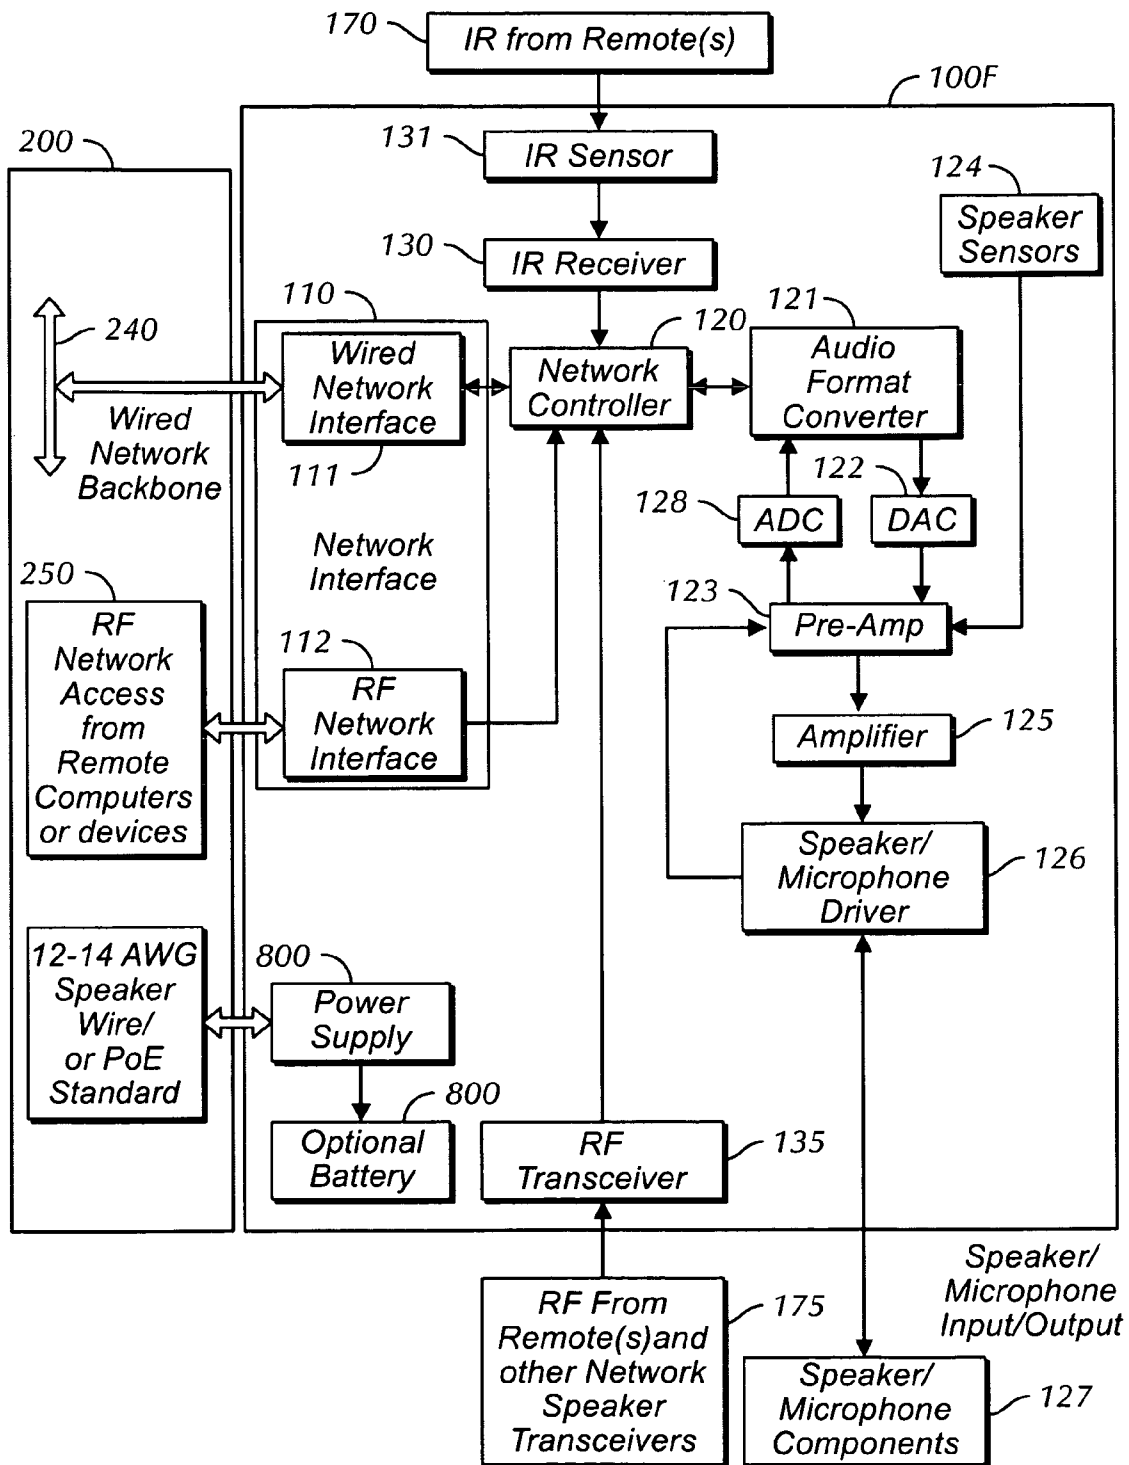 170
IR from Remote(s)
100F
200
131
IR Sensor
124
Speaker
Sensors
130
IR Receiver
110
240
120
121
Wired
Network
Interface
Network
Controller
Audio
Format
Converter
Wired
Network
Backbone
111
122
128
ADC
DAC
Network
Interface
250
RF
Network
Access
from
Remote
Computers
or devices
123
Pre-Amp
112
RF
Network
Interface
Amplifier
125
Speaker/
Microphone
Driver
126
12-14 AWG
Speaker
Wire/
or PoE
Standard
800
Power
Supply
800
Optional
Battery
RF
Transceiver
135
Speaker/
Microphone
Input/Output
RF From
Remote(s)and
other Network
Speaker
Transceivers
175
Speaker/
Microphone
Components
127